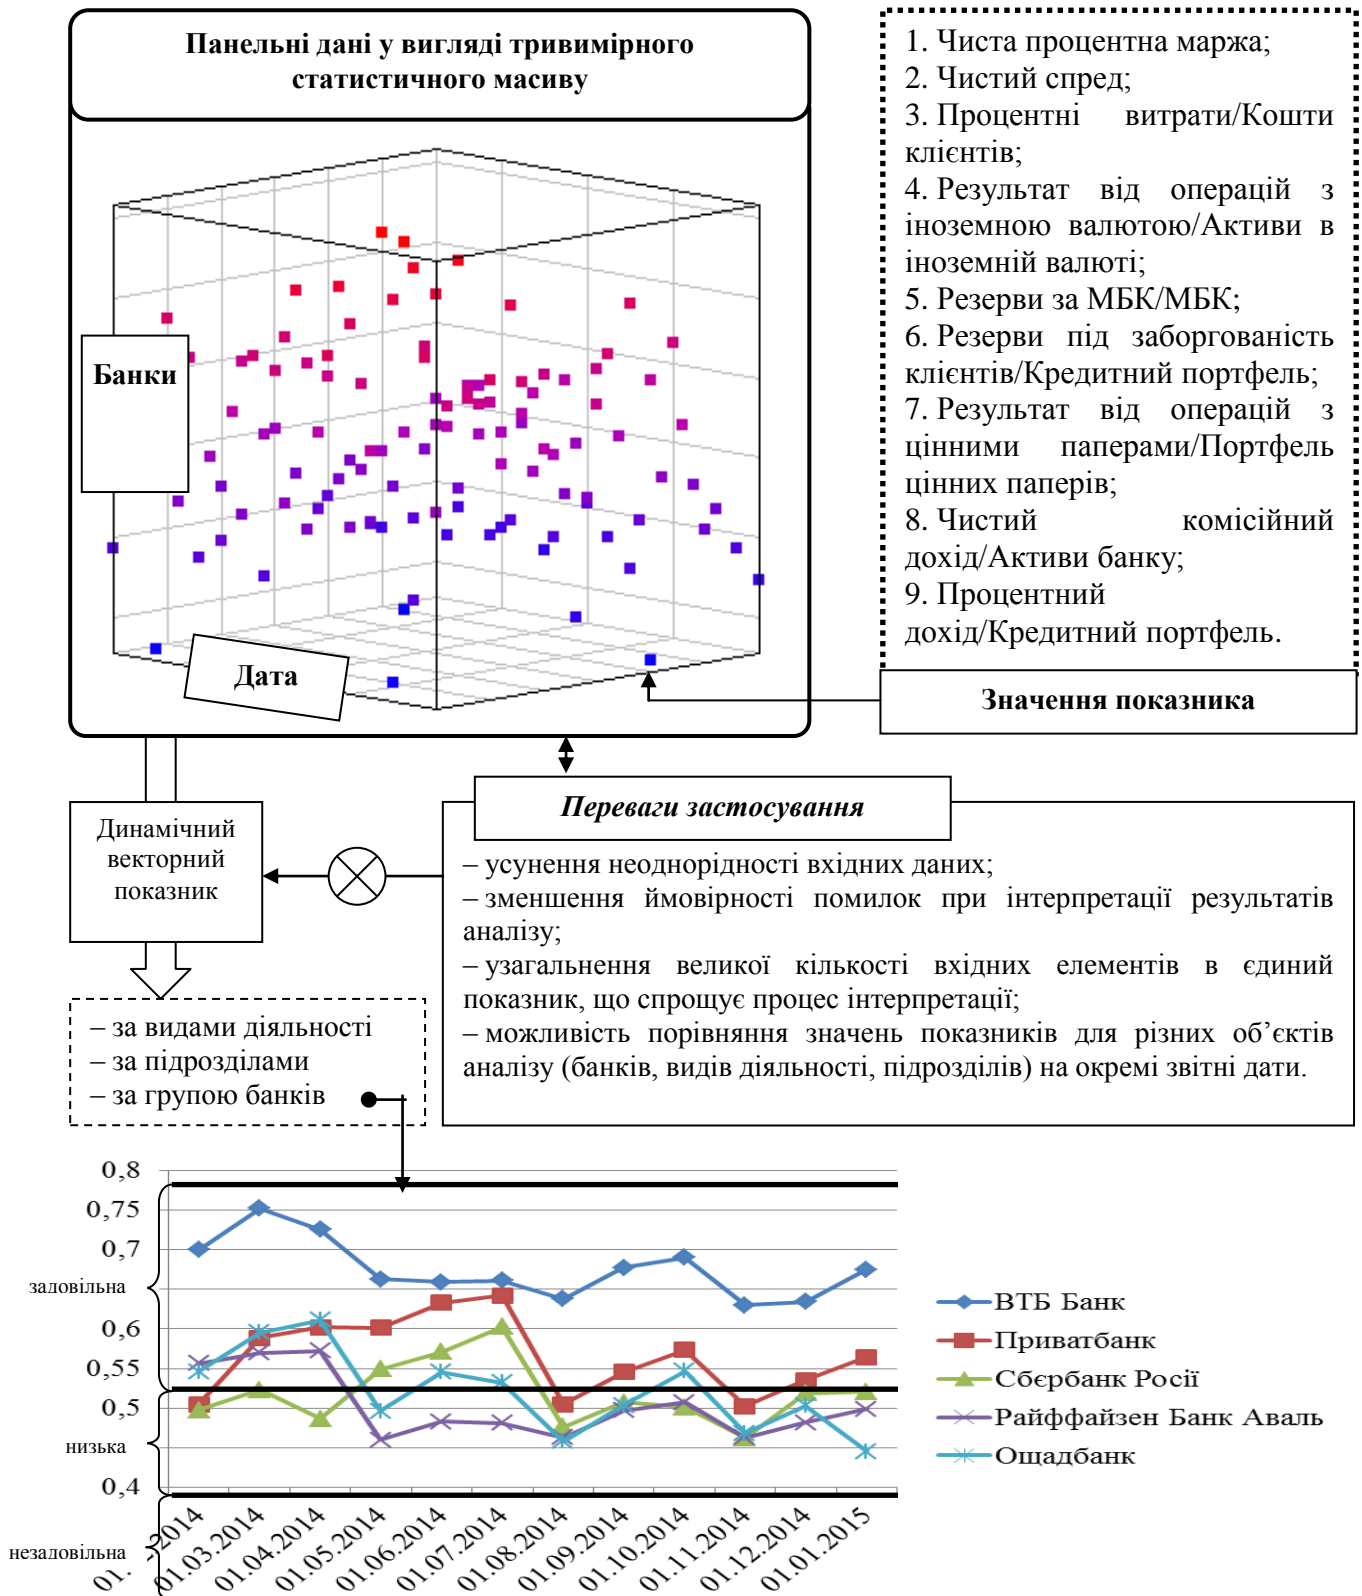 Панельні дані у вигляді тривимірного
статистичного масиву
Банки
Дата
1. Чиста процентна маржа;
2. Чистий спред;
3. Процентні витрати/Кошти
клієнтів;
4. Результат від операцій з
іноземною валютою/Активи в
іноземній валюті;
5. Резерви за МБК/МБК;
6. Резерви під заборгованість
клієнтів/Кредитний портфель;
7. Результат від операцій з
цінними паперами/Портфель
цінних паперів;
8. Чистий комісійний
дохід/Активи банку;
9. Процентний
дохід/Кредитний портфель.
Значення показника
Динамічний
векторний
показник
Переваги застосування
– усунення неоднорідності вхідних даних;
– зменшення ймовірності помилок при інтерпретації результатів
аналізу;
– узагальнення великої кількості вхідних елементів в єдиний
показник, що спрощує процес інтерпретації;
– можливість порівняння значень показників для різних об’єктів
аналізу (банків, видів діяльності, підрозділів) на окремі звітні дати.
– за видами діяльності
– за підрозділами
– за групою банків
0,8
0,75
0,7
задовільна
0,6
0,55
0,5
низька
0,4
незадовільна
01.
.2014
01.03.2014
01.04.2014
01.05.2014
01.06.2014
01.07.2014
01.08.2014
01.09.2014
01.10.2014
01.11.2014
01.12.2014
01.01.2015
ВТБ Банк
Приватбанк
Сбєрбанк Росії
Райффайзен Банк Аваль
Ощадбанк